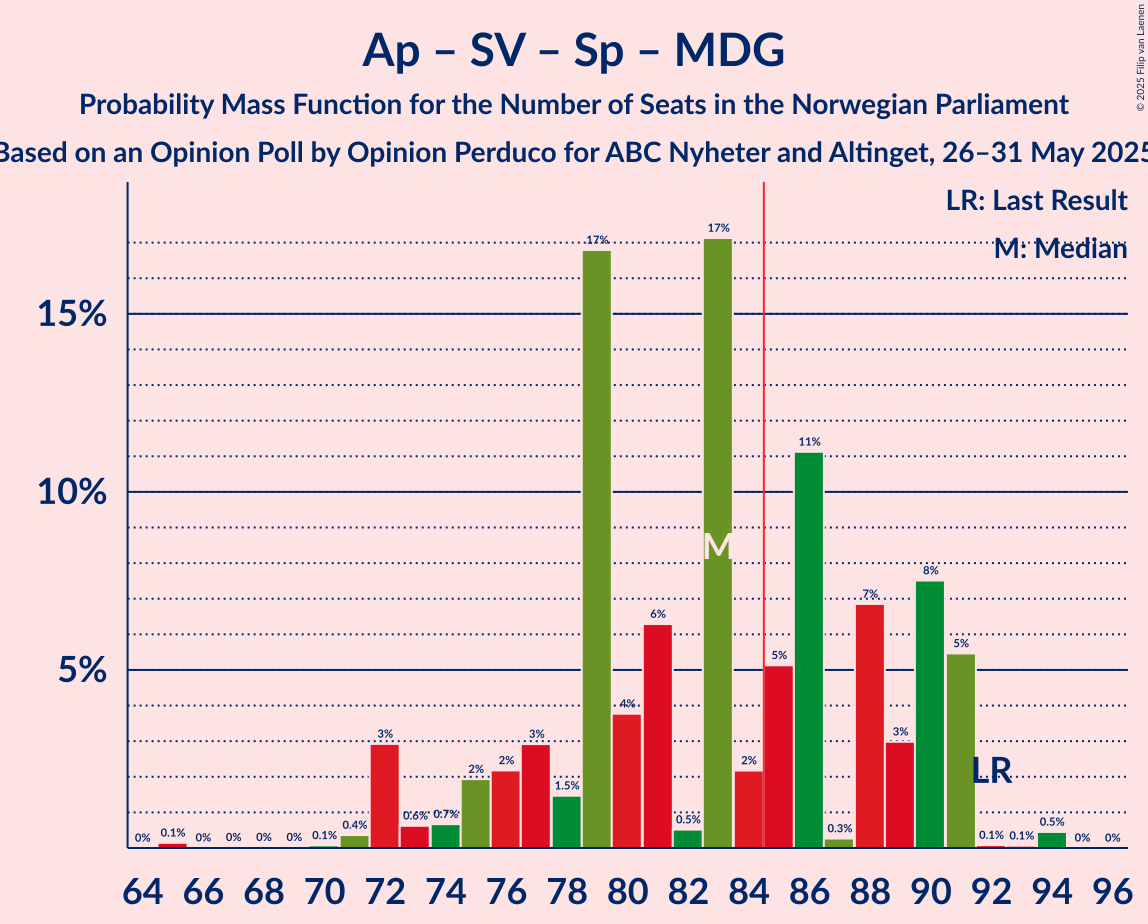 Ap – SV – Sp – MDG
Probability Mass Function for the Number of Seats in the Norwegian Parliament
Based on an Opinion Poll by Opinion Perduco for ABC Nyheter and Altinget, 26–31 May 2025
© 2025 Filip van Laenen
LR: Last Result
M: Median
15%
10%
5%
0% 0.1% 0% 0% 0% 0% 0.1% 0.4% 3% 0.6% 0.7% 2% 2% 3% 1.5% 17% 4% 6% 0.5% 17% 2% 5% 11% 0.3% 7% 3% 8% 5% 0.1% 0.1% 0.5% 0% 0%
M
LR
64 66 68 70 72 74 76 78 80 82 84 86 88 90 92 94 96